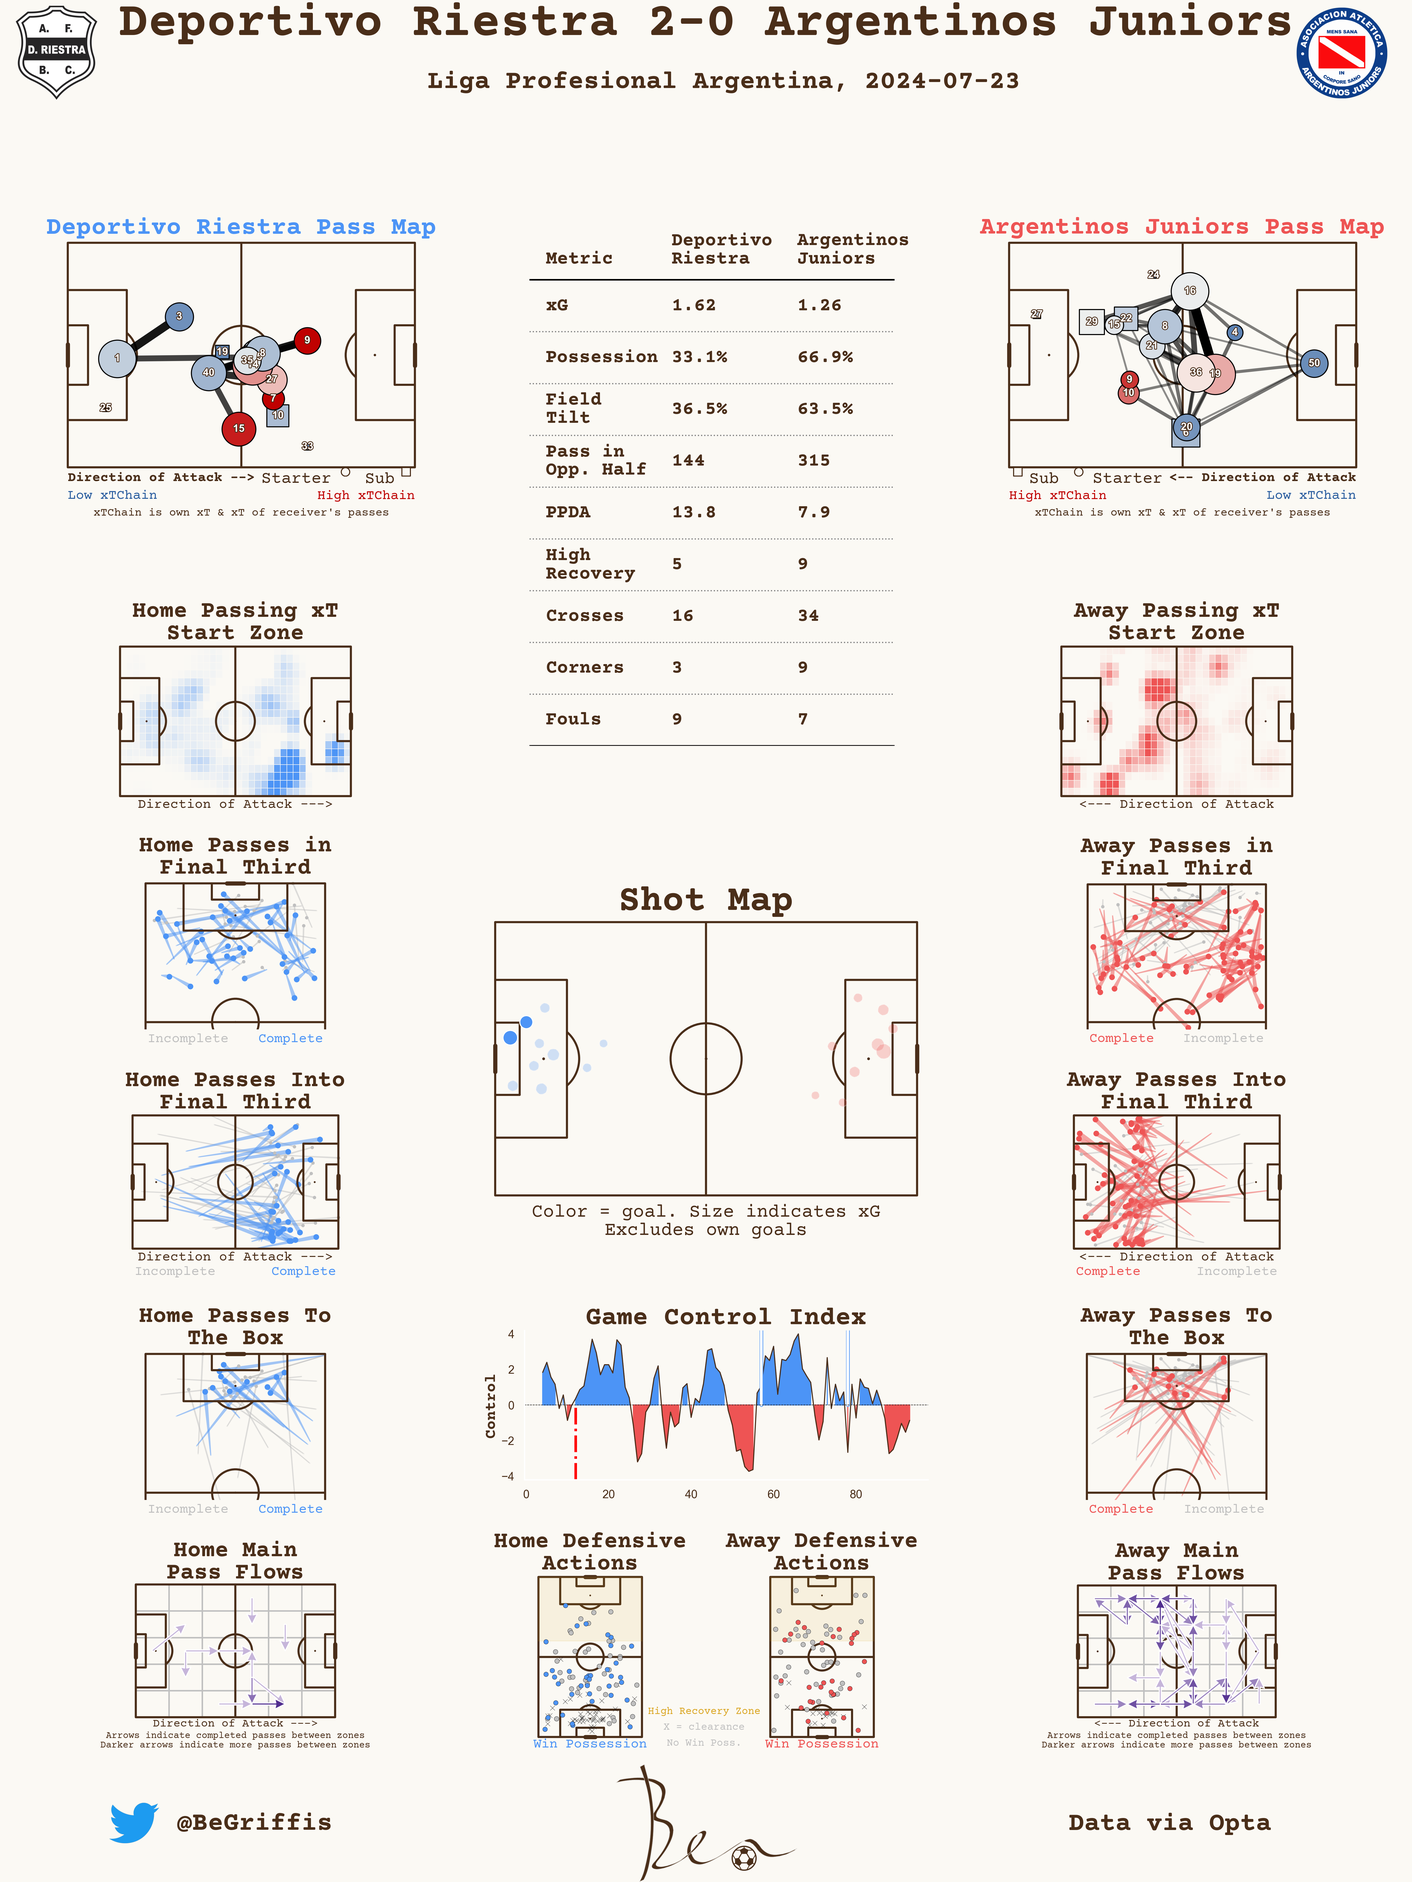 Deportivo Riestra 2-0 Argentinos Juniors
Liga Profesional Argentina, 2024-07-23
A. F.
D. RIESTRA
B. C.
ASOCIACION ATLETICA
MENS SANA
IN
CORPORE SANO
ARGENTINOS JUNIORS
Deportivo Riestra Pass Map
1
3
25
40
19
35
8
9
27
7
10
15
33
Direction of Attack --> Starter Sub
Low xTChain High xTChain
xTChain is own xT & xT of receiver's passes
Metric Deportivo Riestra Argentinos Juniors
xG 1.62 1.26
Possession 33.1% 66.9%
Field Tilt 36.5% 63.5%
Pass in Opp. Half 144 315
PPDA 13.8 7.9
High Recovery 5 9
Crosses 16 34
Corners 3 9
Fouls 9 7
Argentinos Juniors Pass Map
24
16
27
29
15
22
8
21
4
50
36
19
9
10
20
Sub Starter <-- Direction of Attack
High xTChain Low xTChain
xTChain is own xT & xT of receiver's passes
Home Passing xT
Start Zone
Direction of Attack --->
Away Passing xT
Start Zone
<--- Direction of Attack
Home Passes in
Final Third
Incomplete Complete
Away Passes in
Final Third
Complete Incomplete
Shot Map
Color = goal. Size indicates xG
Excludes own goals
Home Passes Into
Final Third
Direction of Attack --->
Incomplete Complete
Away Passes Into
Final Third
<--- Direction of Attack
Complete Incomplete
Home Passes To
The Box
Incomplete Complete
Game Control Index
Control
4
2
0
−2
−4
0 20 40 60 80
Away Passes To
The Box
Complete Incomplete
Home Main
Pass Flows
Direction of Attack --->
Arrows indicate completed passes between zones
Darker arrows indicate more passes between zones
Home Defensive
Actions
Win Possession
High Recovery Zone
X = clearance
No Win Poss.
Away Defensive
Actions
Win Possession
Away Main
Pass Flows
<--- Direction of Attack
Arrows indicate completed passes between zones
Darker arrows indicate more passes between zones
@BeGriffis
Ben
Data via Opta